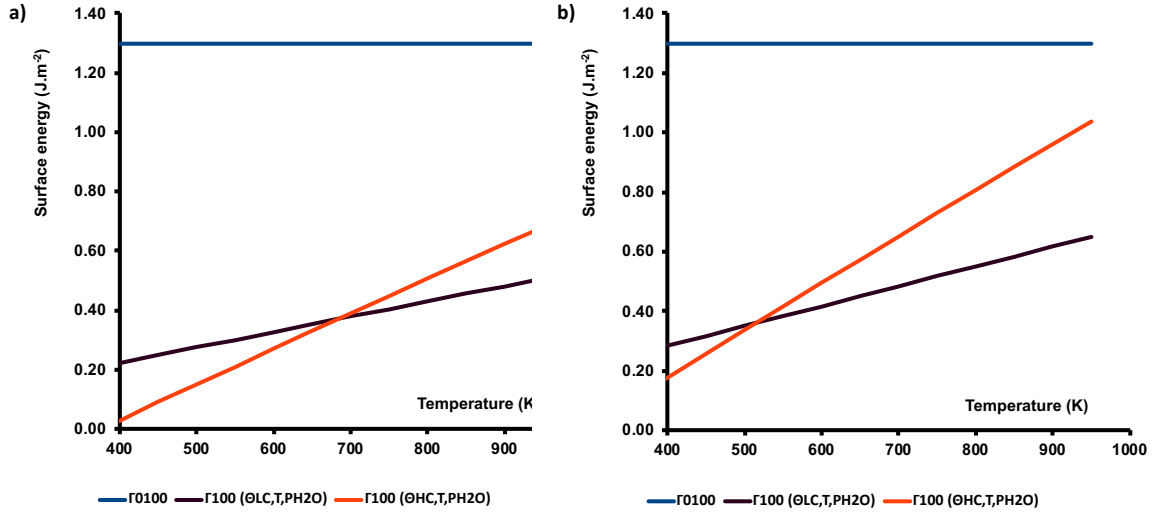 a)
Surface energy (J.m-2)
1.40
1.20
1.00
0.80
0.60
0.40
0.20
0.00
400
500
600
700
800
900
Temperature (K
Γ0100
Γ100 (ΘLC,T,PH2O)
Γ100 (ΘHC,T,PH2O)
b)
Surface energy (J.m-2)
1.40
1.20
1.00
0.80
0.60
0.40
0.20
0.00
400
500
600
700
800
900
1000
Temperature (K)
Γ0100
Γ100 (ΘLC,T,PH2O)
Γ100 (ΘHC,T,PH2O)